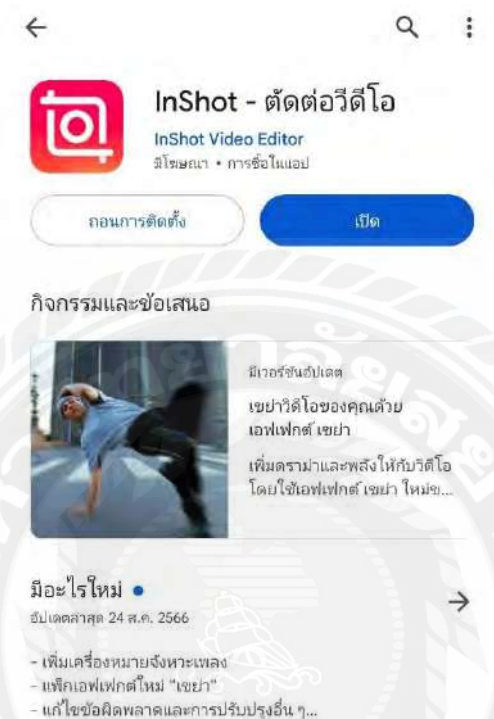 InShot - ตัดต่อวีดีโอ
InShot Video Editor
มีโฆษณา • การซื้อในแอป
ถอนการติดตั้ง
เปิด
กิจกรรมและข้อเสนอ
มีเวอร์ชันอัปเดต
เขย่าวิดีโอของคุณด้วย
เอฟเฟกต์ เขย่า
เพิ่มดราม่าและพลังให้กับวิดีโอ
โดยใช้เอฟเฟกต์ เขย่า ใหม่ข...
มีอะไรใหม่ •
อัปเดตล่าสุด 24 ส.ค. 2566
- เพิ่มเครื่องหมายจังหวะเพลง
- แพ็กเอฟเฟกต์ใหม่ "เขย่า"
- แก้ไขข้อผิดพลาดและการปรับปรุงอื่น ๆ...